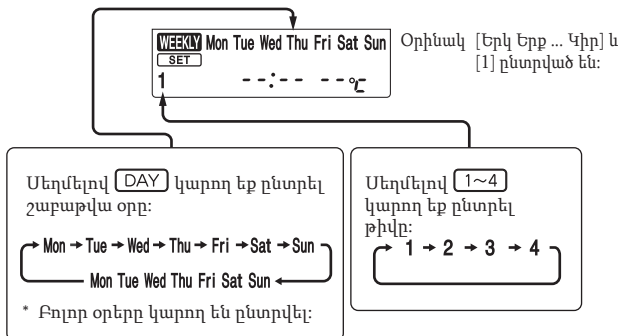 WEEKLY Mon Tue Wed Thu Fri Sat Sun
SET
1 --:-- --°C
Օրինակ [Երկ Երք ... Կիր] և
[1] ընտրված են:
Սեղմելով DAY կարող եք ընտրել
շաբաթվա օրը:
→ Mon → Tue → Wed → Thu → Fri → Sat → Sun
Mon Tue Wed Thu Fri Sat Sun ←
* Բոլոր օրերը կարող են ընտրվել:
Սեղմելով 1~4
կարող եք ընտրել
թիվը:
→ 1 → 2 → 3 → 4